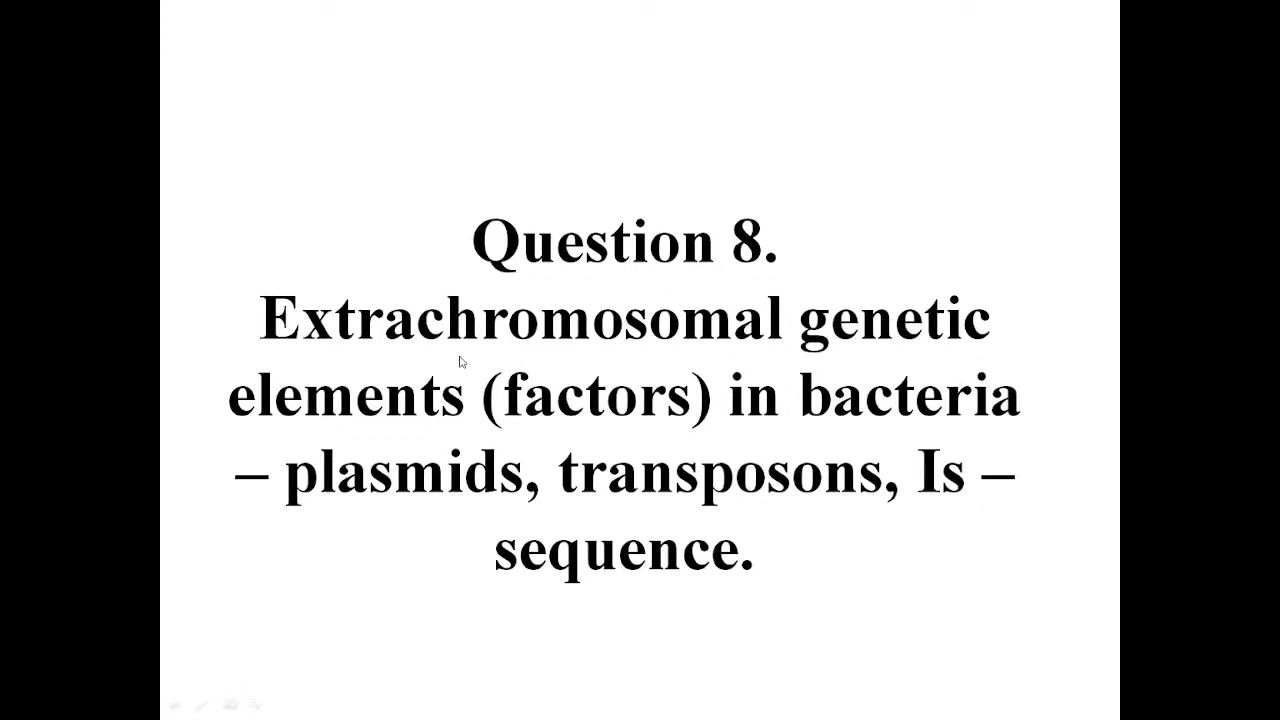 Question 8.
Extrachromosomal genetic
elements (factors) in bacteria
– plasmids, transposons, Is –
sequence.